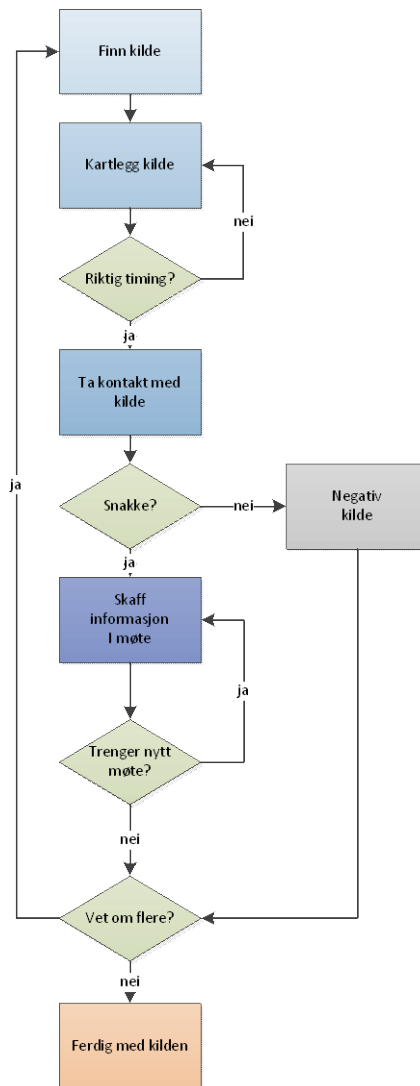 Finn kilde
Kartlegg kilde
nei
Riktig timing?
ja
Ta kontakt med
kilde
ja
Snakke?
nei
Negativ
kilde
ja
Skaff
informasjon
I møte
ja
Trenger nytt
møte?
nei
Vet om flere?
nei
Ferdig med kilden